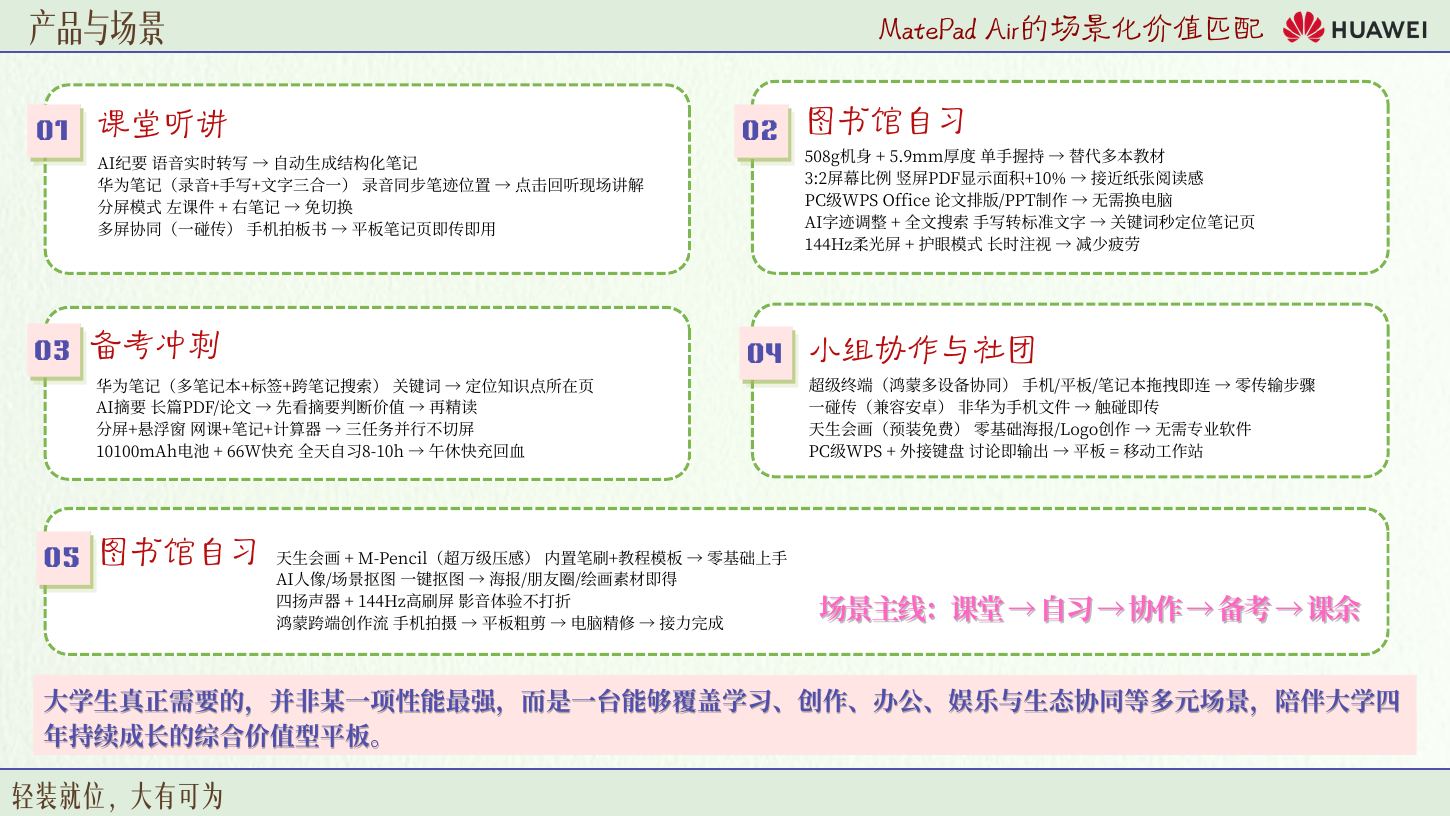 产品与场景
MatePad Air的场景化价值匹配
HUAWEI
01
课堂听讲
AI纪要 语音实时转写 → 自动生成结构化笔记
华为笔记（录音+手写+文字三合一） 录音同步笔迹位置 → 点击回听现场讲解
分屏模式 左课件 + 右笔记 → 免切换
多屏协同（一碰传） 手机拍板书 → 平板笔记页即传即用
02
图书馆自习
508g机身 + 5.9mm厚度 单手握持 → 替代多本教材
3:2屏幕比例 竖屏PDF显示面积+10% → 接近纸张阅读感
PC级WPS Office 论文排版/PPT制作 → 无需换电脑
AI字迹调整 + 全文搜索 手写转标准文字 → 关键词秒定位笔记页
144Hz柔光屏 + 护眼模式 长时注视 → 减少疲劳
03
备考冲刺
华为笔记（多笔记本+标签+跨笔记搜索） 关键词 → 定位知识点所在页
AI摘要 长篇PDF/论文 → 先看摘要判断价值 → 再精读
分屏+悬浮窗 网课+笔记+计算器 → 三任务并行不切屏
10100mAh电池 + 66W快充 全天自习8-10h → 午休快充回血
04
小组协作与社团
超级终端（鸿蒙多设备协同） 手机/平板/笔记本拖拽即连 → 零传输步骤
一碰传（兼容安卓） 非华为手机文件 → 触碰即传
天生会画（预装免费） 零基础海报/Logo创作 → 无需专业软件
PC级WPS + 外接键盘 讨论即输出 → 平板 = 移动工作站
05
图书馆自习
天生会画 + M-Pencil（超万级压感） 内置笔刷+教程模板 → 零基础上手
AI人像/场景抠图 一键抠图 → 海报/朋友圈/绘画素材即得
四扬声器 + 144Hz高刷屏 影音体验不打折
鸿蒙跨端创作流 手机拍摄 → 平板粗剪 → 电脑精修 → 接力完成
场景主线：课堂→自习→协作→备考→课余
大学生真正需要的，并非某一项性能最强，而是一台能够覆盖学习、创作、办公、娱乐与生态协同等多元场景，陪伴大学四
年持续成长的综合价值型平板。
轻装就位，大有可为